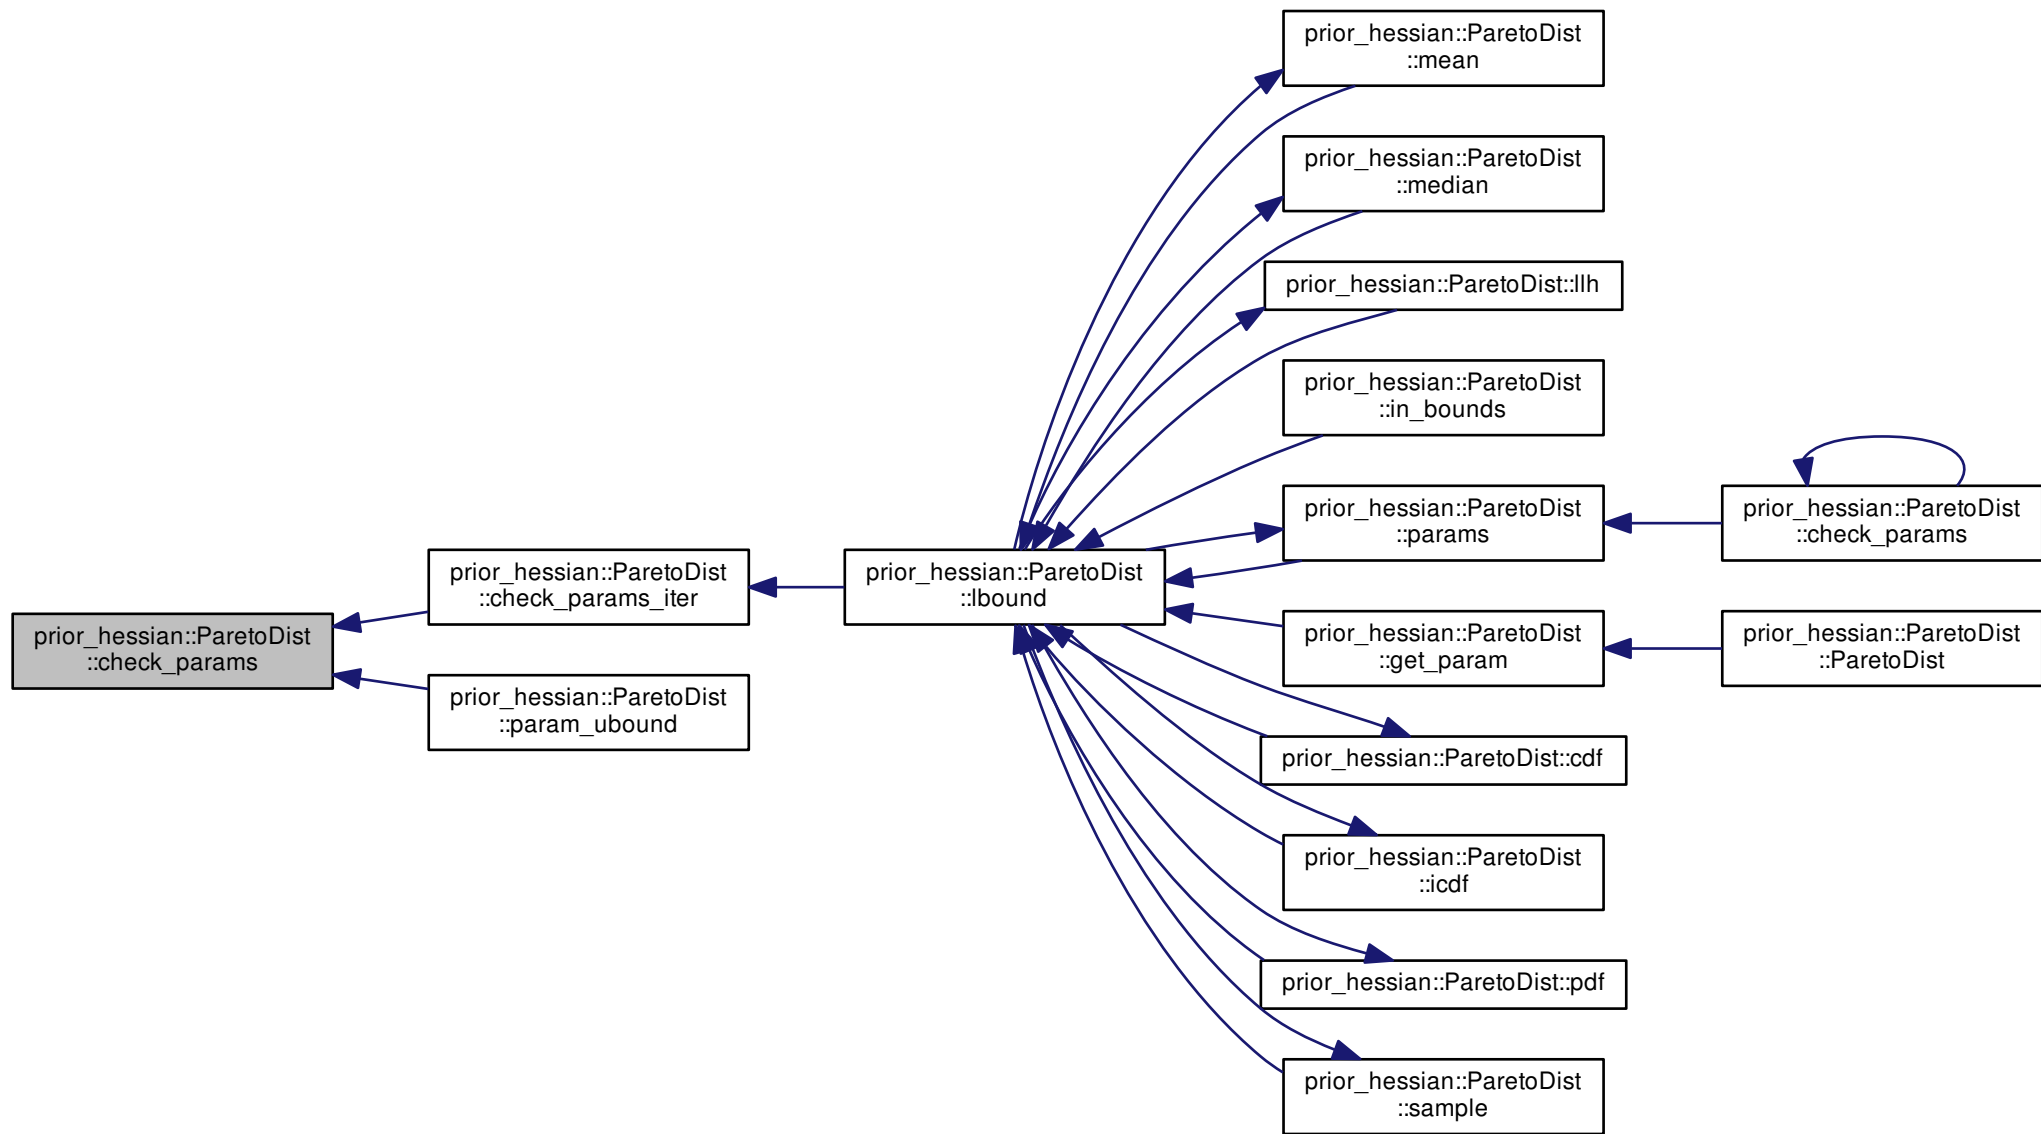 prior_hessian::ParetoDist
::check_params
prior_hessian::ParetoDist
::check_params_iter
prior_hessian::ParetoDist
::param_ubound
prior_hessian::ParetoDist
::lbound
prior_hessian::ParetoDist
::mean
prior_hessian::ParetoDist
::median
prior_hessian::ParetoDist::llh
prior_hessian::ParetoDist
::in_bounds
prior_hessian::ParetoDist
::params
prior_hessian::ParetoDist
::get_param
prior_hessian::ParetoDist::cdf
prior_hessian::ParetoDist
::icdf
prior_hessian::ParetoDist::pdf
prior_hessian::ParetoDist
::sample
prior_hessian::ParetoDist
::check_params
prior_hessian::ParetoDist
::ParetoDist